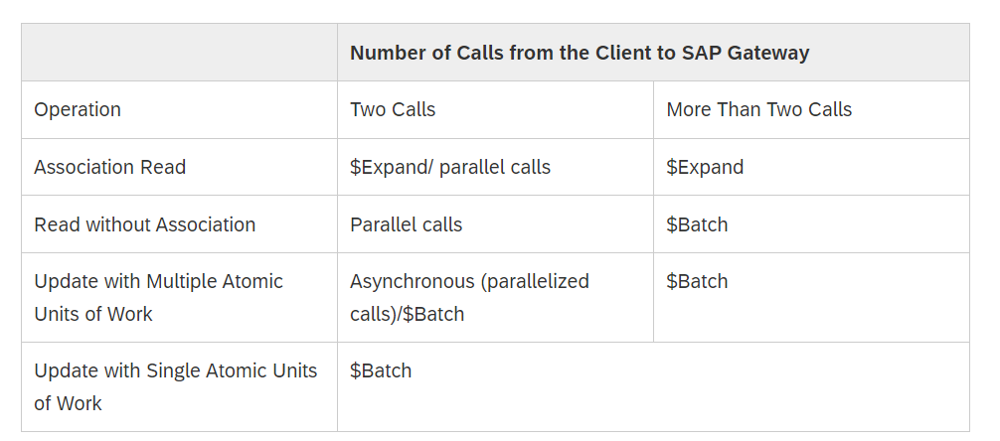 Number of Calls from the Client to SAP Gateway
Operation
Two Calls
More Than Two Calls
Association Read
$Expand/ parallel calls
$Expand
Read without Association
Parallel calls
$Batch
Update with Multiple Atomic
Units of Work
Asynchronous (parallelized
calls)/$Batch
$Batch
Update with Single Atomic Units
of Work
$Batch